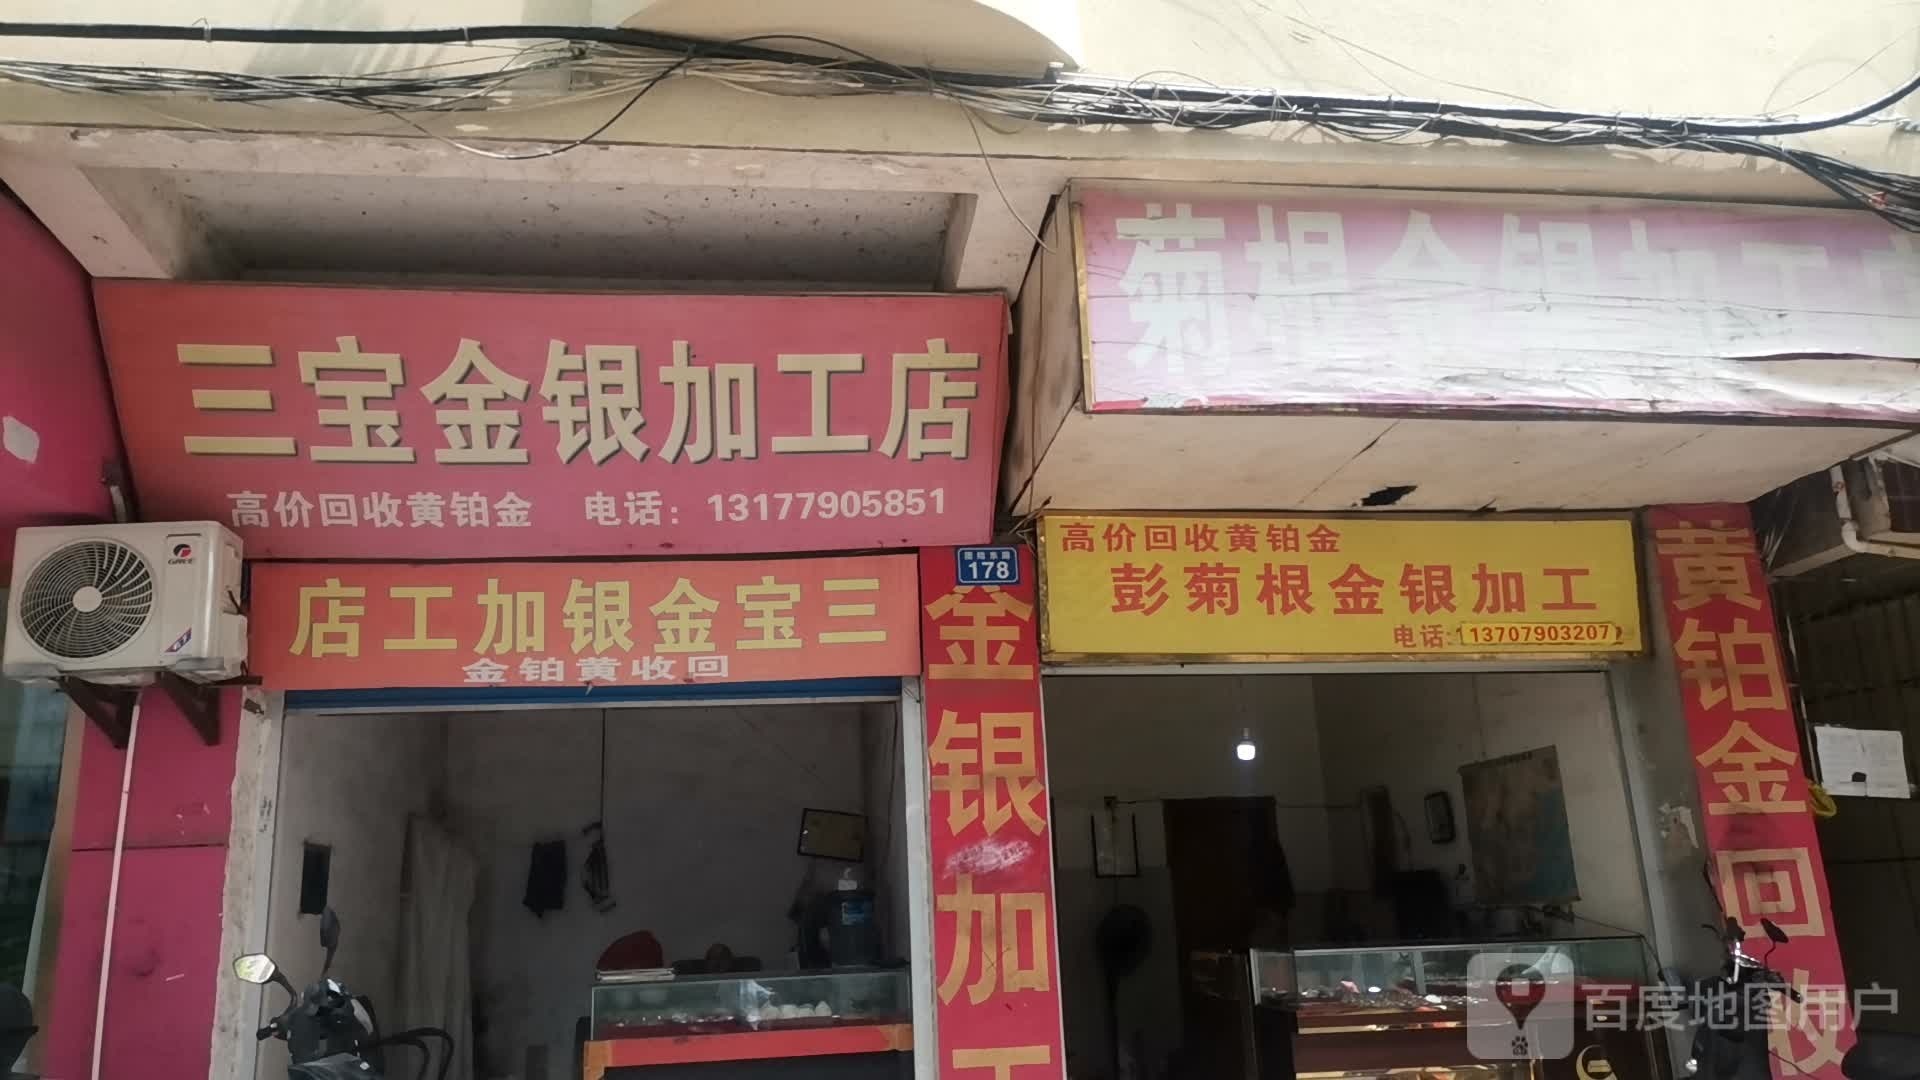 三宝金银加工店
高价回收黄铂金 电话：13177905851
店工加银金宝三
金铂黄收回
GREE
178
金银加工
菊根金银加工店
高价回收黄铂金
彭菊根金银加工
电话:13707903207
黄铂金回收
百度地图用户